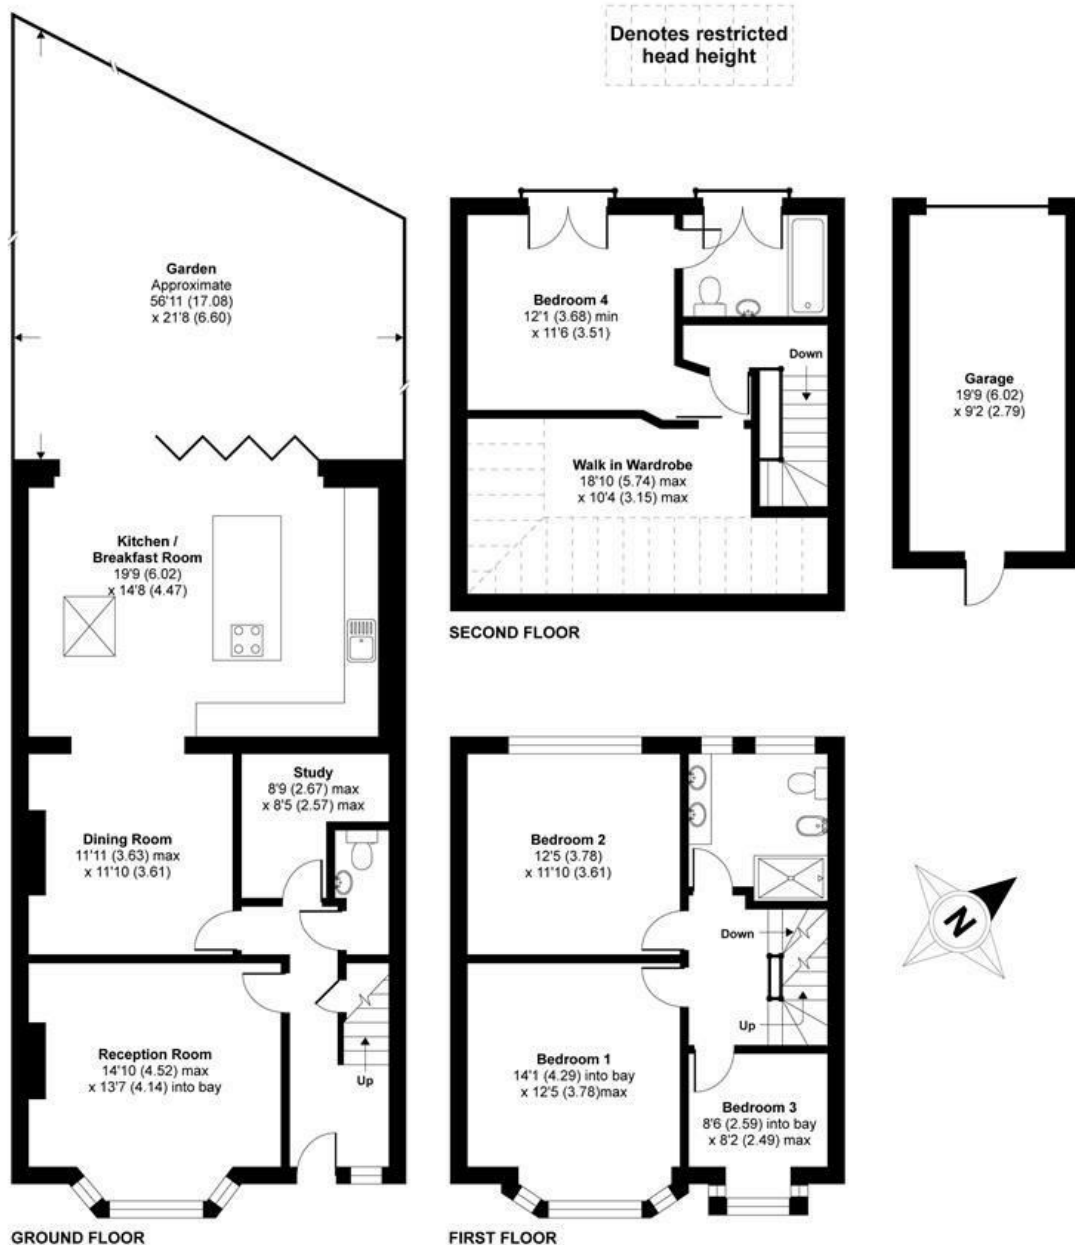 Denotes restricted
head height
Garden
Approximate
56'11 (17.08)
x 21'8 (6.60)
Kitchen /
Breakfast Room
19'9 (6.02)
x 14'8 (4.47)
Study
8'9 (2.67) max
x 8'5 (2.57) max
Dining Room
11'11 (3.63) max
x 11'10 (3.61)
Reception Room
14'10 (4.52) max
x 13'7 (4.14) into bay
Up
GROUND FLOOR
Bedroom 4
12'1 (3.68) min
x 11'6 (3.51)
Down
Walk in Wardrobe
18'10 (5.74) max
x 10'4 (3.15) max
SECOND FLOOR
Garage
19'9 (6.02)
x 9'2 (2.79)
Bedroom 2
12'5 (3.78)
x 11'10 (3.61)
Down
Up
Bedroom 1
14'1 (4.29) into bay
x 12'5 (3.78)max
Bedroom 3
8'6 (2.59) into bay
x 8'2 (2.49) max
FIRST FLOOR
N